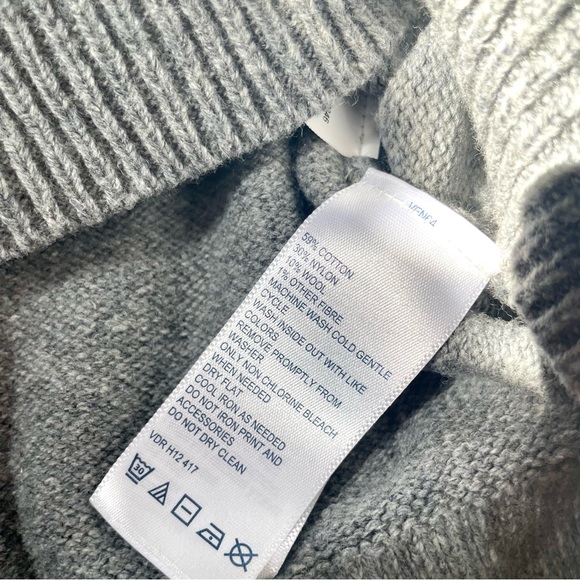 59% COTTON
30% NYLON
10% WOOL
1% OTHER FIBRE
MACHINE WASH COLD GENTLE
CYCLE
WASH INSIDE OUT WITH LIKE
COLORS
REMOVE PROMPTLY FROM
WASHER
ONLY NON CHLORINE BLEACH
WHEN NEEDED
DRY FLAT
COOL IRON AS NEEDED
DO NOT IRON PRINT AND
ACCESSORIES
DO NOT DRY CLEAN
VDR H12 417
30